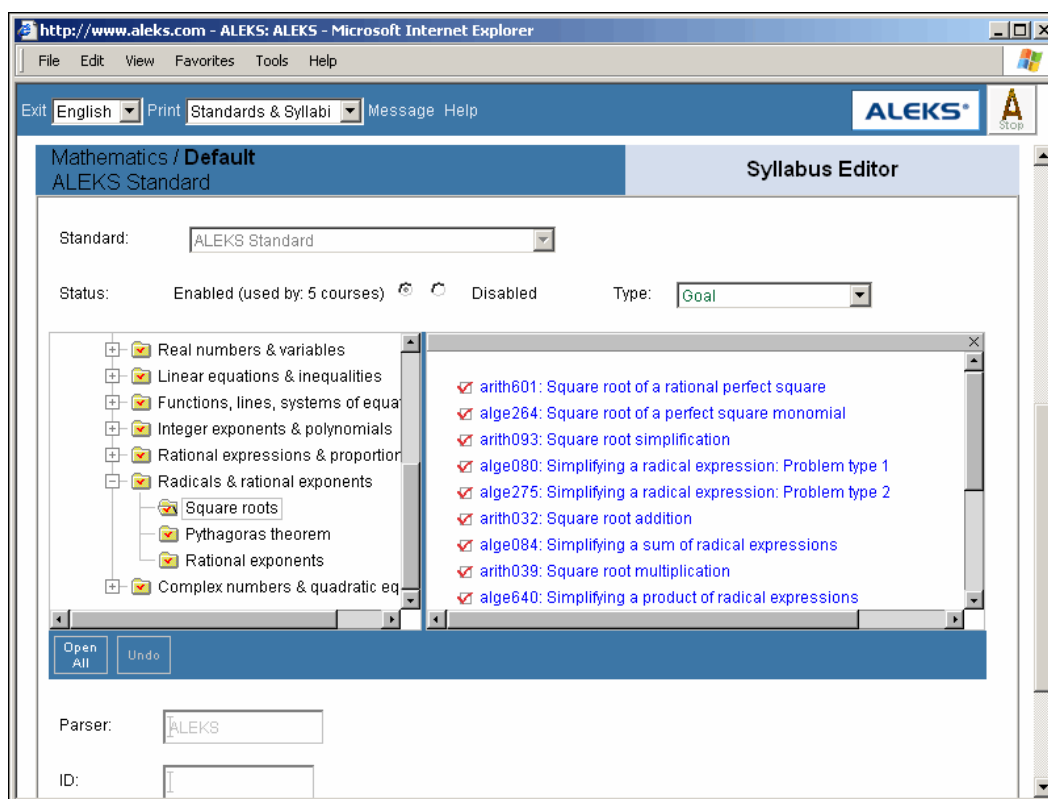 http://www.aleks.com - ALEKS: ALEKS - Microsoft Internet Explorer
File Edit View Favorites Tools Help
Exit English Print Standards & Syllabi Message Help ALEKS® Stop
Mathematics / Default
ALEKS Standard
Syllabus Editor
Standard: ALEKS Standard
Status: Enabled (used by: 5 courses) Disabled Type: Goal
Real numbers & variables
Linear equations & inequalities
Functions, lines, systems of equa
Integer exponents & polynomials
Rational expressions & proportion
Radicals & rational exponents
Square roots
Pythagoras theorem
Rational exponents
Complex numbers & quadratic eq
arith601: Square root of a rational perfect square
alge264: Square root of a perfect square monomial
arith093: Square root simplification
alge080: Simplifying a radical expression: Problem type 1
alge275: Simplifying a radical expression: Problem type 2
arith032: Square root addition
alge084: Simplifying a sum of radical expressions
arith039: Square root multiplication
alge640: Simplifying a product of radical expressions
Open
All
Undo
Parser: ALEKS
ID: